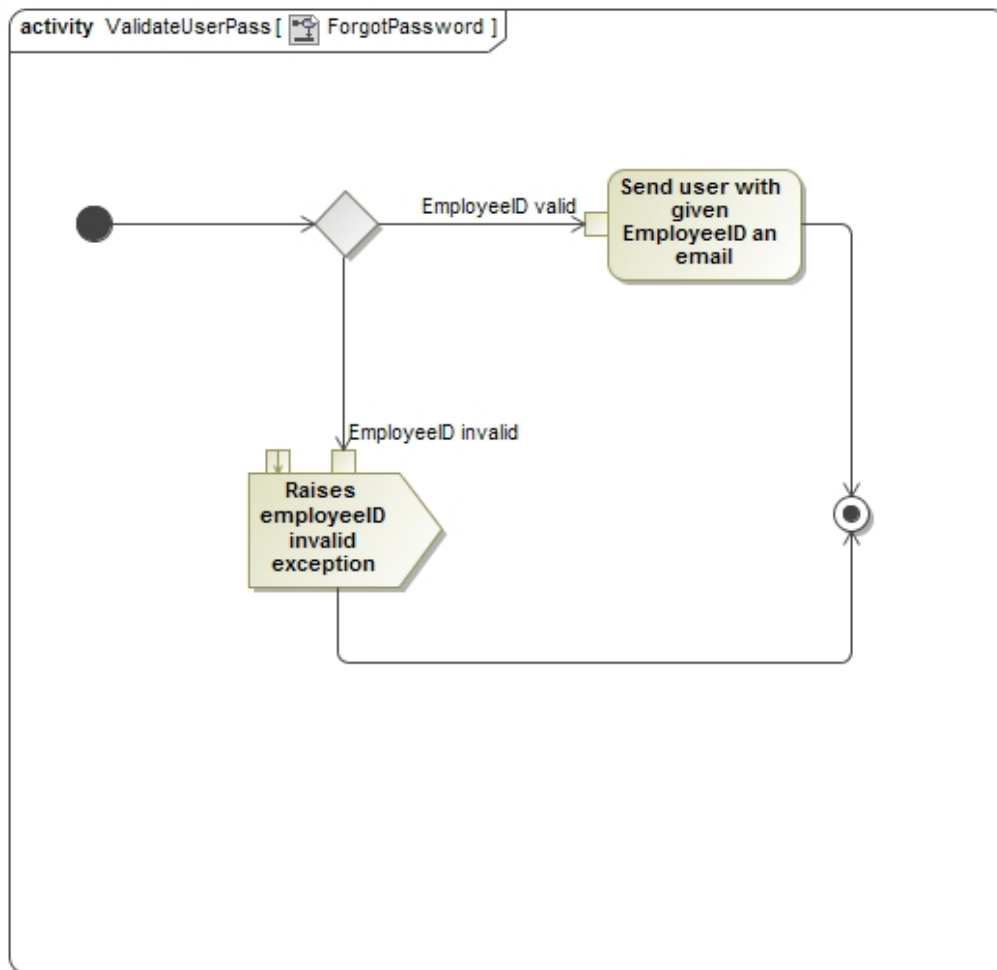 activity ValidateUserPass [ ForgotPassword ]
EmployeeID valid
Send user with
given
EmployeeID an
email
EmployeeID invalid
Raises
employeeID
invalid
exception